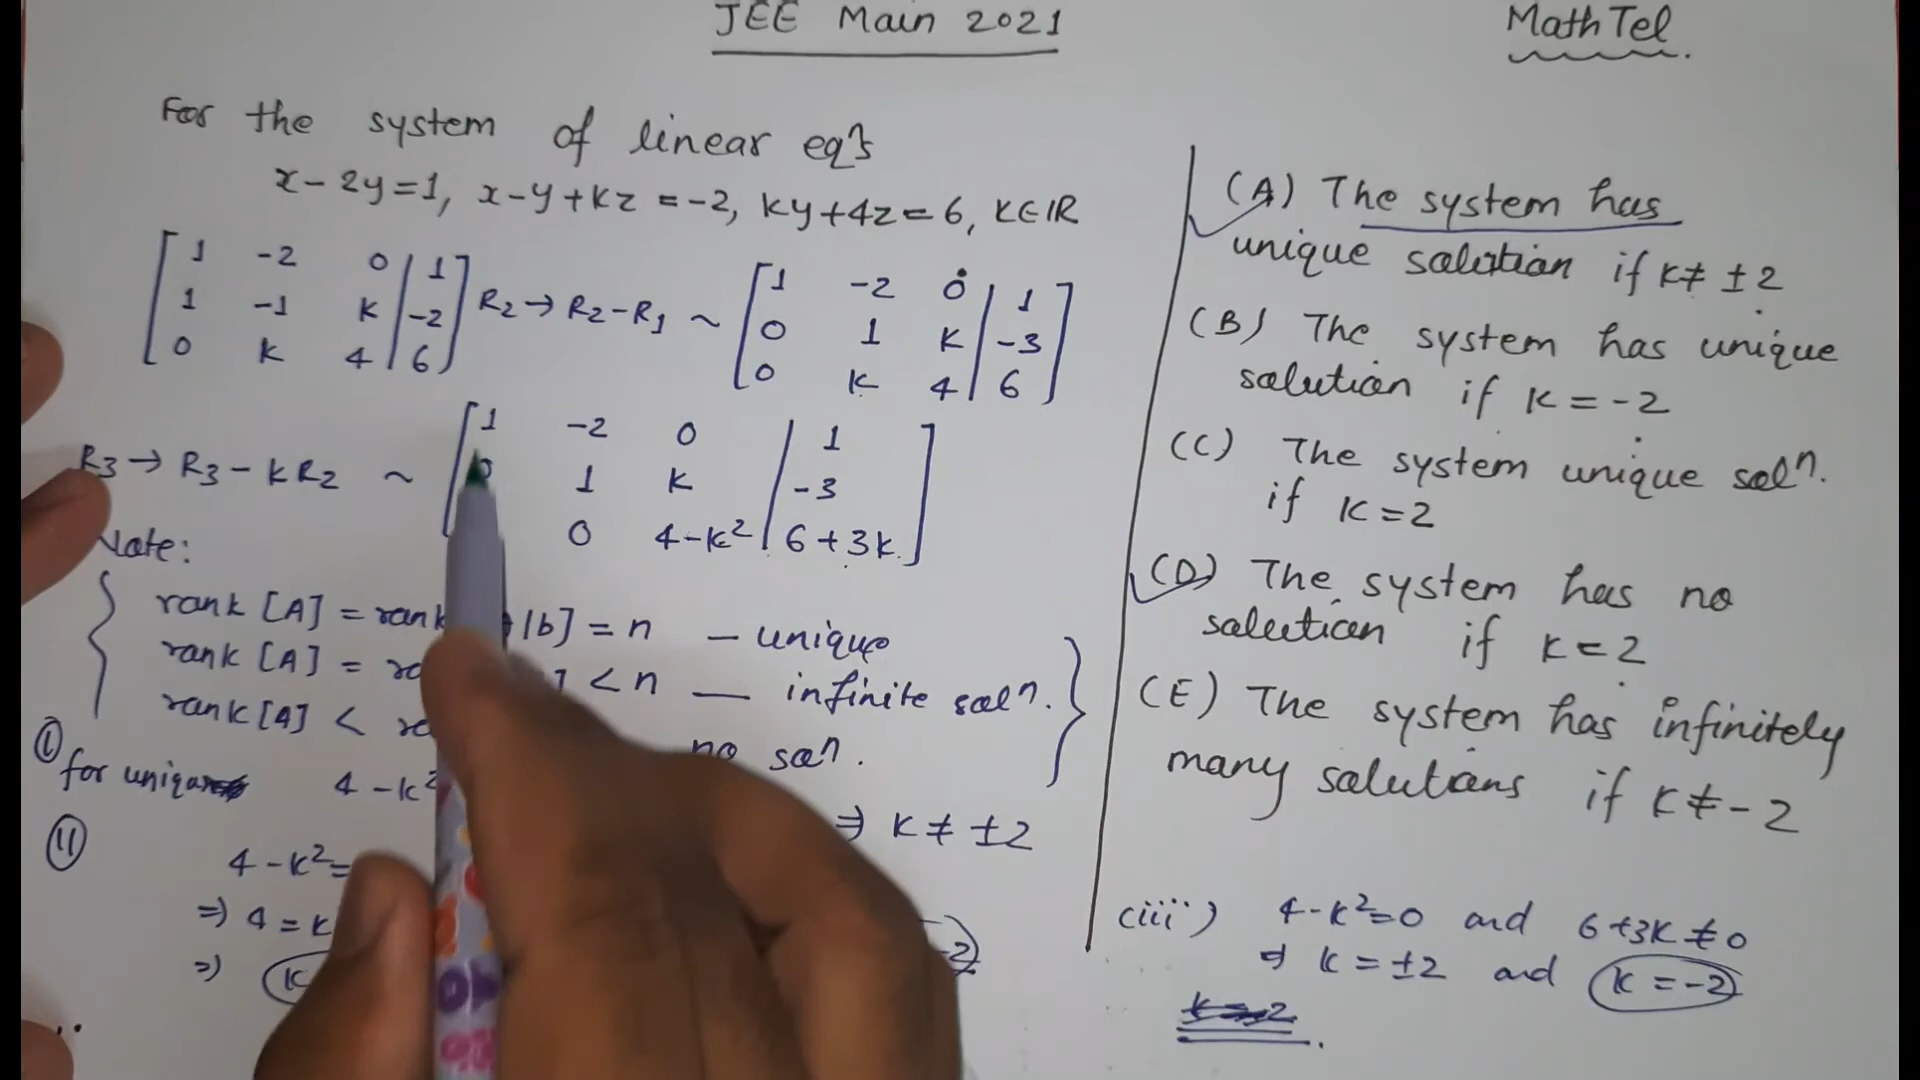 JEE Main 2021
MathTel
For the system of linear eqns
x-2y=1, x-y+kz=-2, ky+4z=6, k∈R
[1 -2 0 | 1]
[1 -1 k | -2]
[0 k 4 | 6]
R2→R2-R1 ~
[1 -2 0 | 1]
[0 1 k | -3]
[0 k 4 | 6]
R3→R3-kR2 ~
[1 -2 0 | 1]
[0 1 k | -3]
0 4-k² | 6+3k]
Note:
rank [A] = rank |b] = n - unique
rank [A] = ] < n — infinite solⁿ.
rank [A] < no solⁿ.
(i) for unique 4-k²
⇒ k≠±2
(ii) 4-k²=
⇒ 4=k
⇒ k -2
(A) The system has
unique solution if k≠±2
(B) The system has unique
solution if k=-2
(C) The system unique solⁿ.
if k=2
(D) The system has no
solution if k=2
(E) The system has infinitely
many solutions if k≠-2
(iii) 4-k²=0 and 6+3k≠0
⇒ k=±2 and k=-2